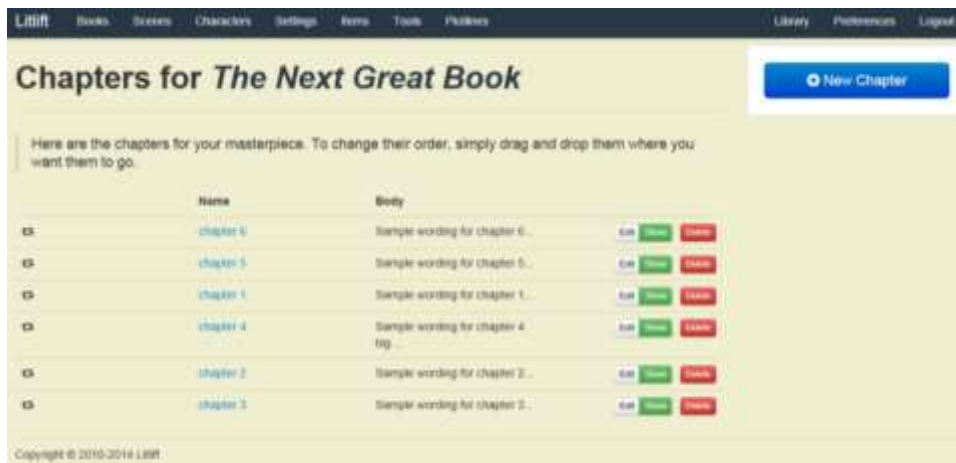 Litlift Books Scenes Characters Settings Items Tools Plotlines Library Preferences Logout
Chapters for The Next Great Book
New Chapter
Here are the chapters for your masterpiece. To change their order, simply drag and drop them where you
want them to go.
Name Body
chapter 6 Sample wording for chapter 6... Edit Show Delete
chapter 5 Sample wording for chapter 5... Edit Show Delete
chapter 1 Sample wording for chapter 1... Edit Show Delete
chapter 4 Sample wording for chapter 4
big... Edit Show Delete
chapter 2 Sample wording for chapter 2... Edit Show Delete
chapter 3 Sample wording for chapter 3... Edit Show Delete
Copyright © 2010-2014 Litlift